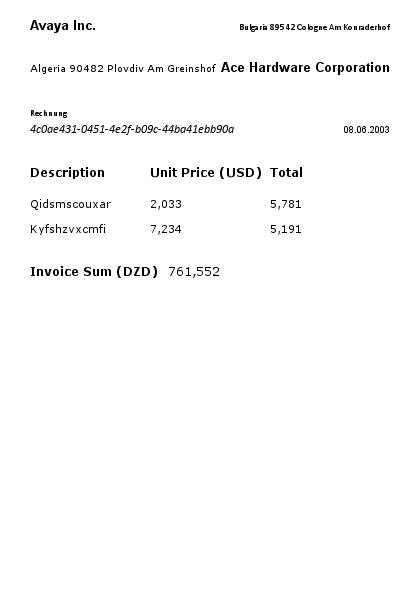 Avaya Inc. Bulgaria 89542 Cologne Am Konraderhof
Algeria 90482 Plovdiv Am Greinshof Ace Hardware Corporation
Rechnung
4c0ae431-0451-4e2f-b09c-44ba41ebb90a 08.06.2003
Description Unit Price (USD) Total
Qidsmscouxar 2,033 5,781
Kyfshzvxcmfi 7,234 5,191
Invoice Sum (DZD) 761,552